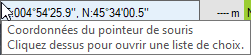 :004°54'25.9", N:45°34'00.5" ---- m
Coordonnées du pointeur de souris
Cliquez dessus pour ouvrir une liste de choix.